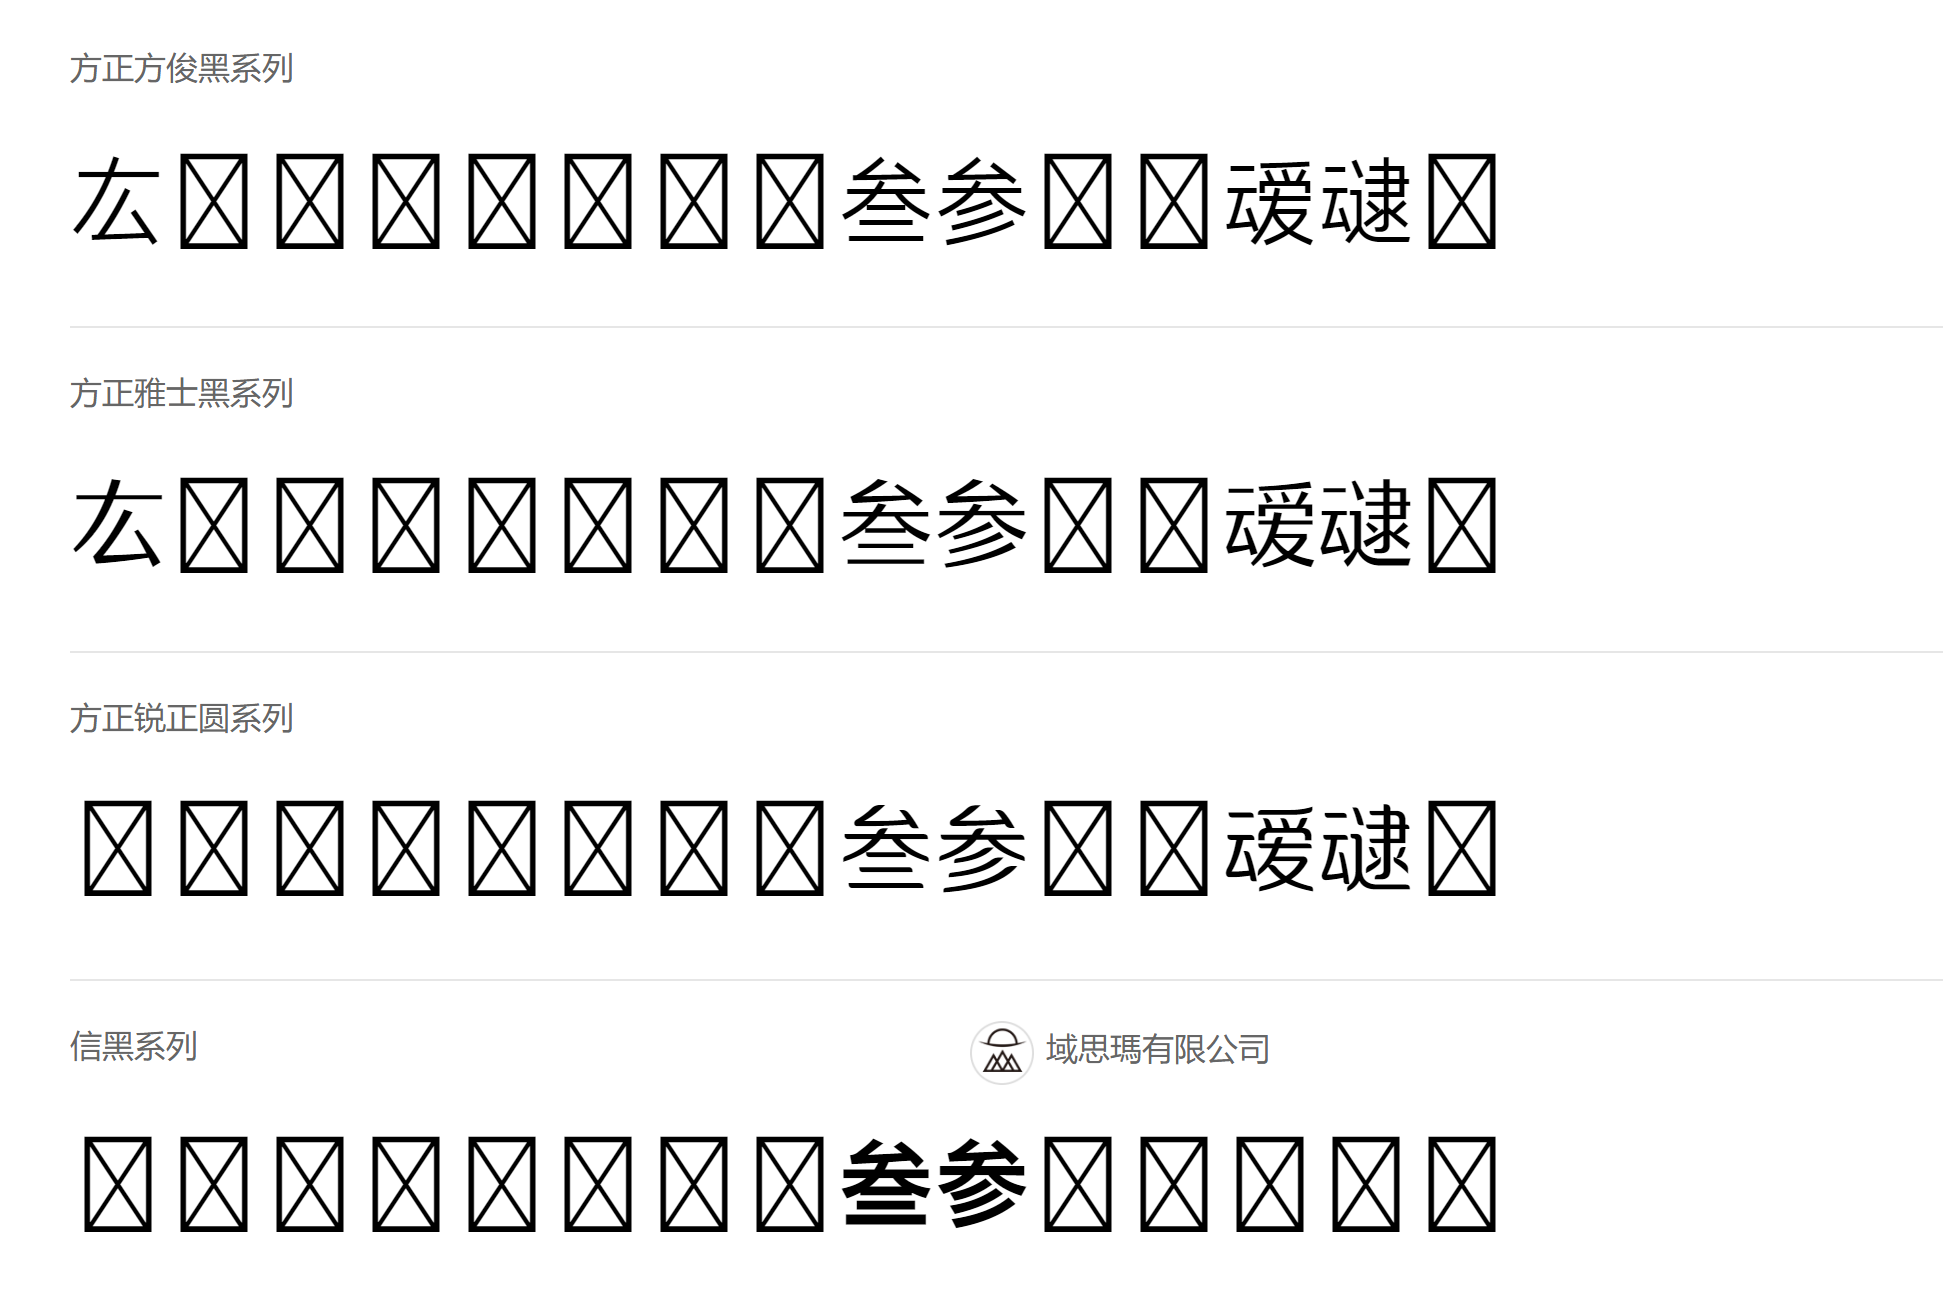 方正方俊黑系列
厷叁参叆叇
方正雅士黑系列
厷叁参叆叇
方正锐正圆系列
叁参叆叇
信黑系列 域思瑪有限公司
叁参